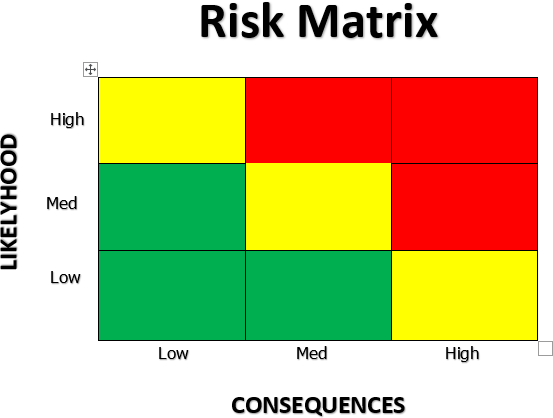 Risk Matrix
High
LIKELYHOOD
Med
Low
Low Med High
CONSEQUENCES